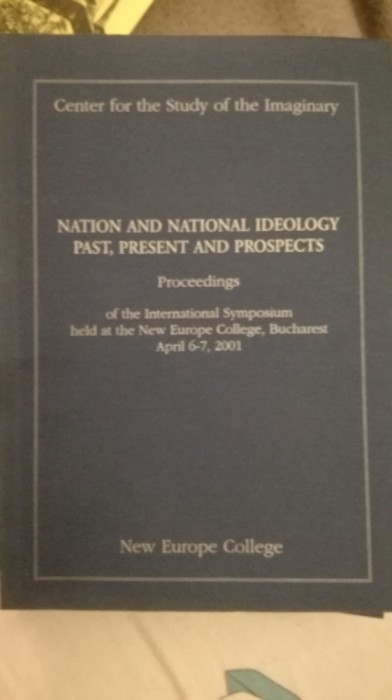 Center for the Study of the Imaginary
NATION AND NATIONAL IDEOLOGY
PAST, PRESENT AND PROSPECTS
Proceedings
of the International Symposium
held at the New Europe College, Bucharest
April 6-7, 2001
New Europe College